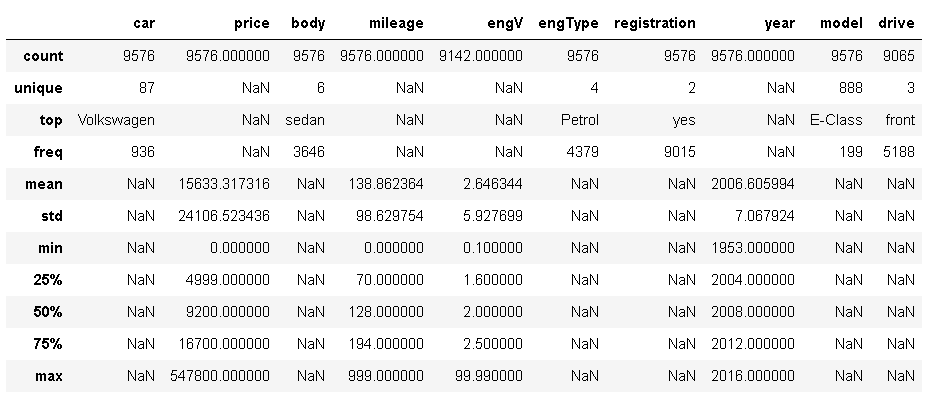 car price body mileage engV engType registration year model drive
count 9576 9576.000000 9576 9576.000000 9142.000000 9576 9576 9576.000000 9576 9065
unique 87 NaN 6 NaN NaN 4 2 NaN 888 3
top Volkswagen NaN sedan NaN NaN Petrol yes NaN E-Class front
freq 936 NaN 3646 NaN NaN 4379 9015 NaN 199 5188
mean NaN 15633.317316 NaN 138.862364 2.646344 NaN NaN 2006.605994 NaN NaN
std NaN 24106.523436 NaN 98.629754 5.927699 NaN NaN 7.067924 NaN NaN
min NaN 0.000000 NaN 0.000000 0.100000 NaN NaN 1953.000000 NaN NaN
25% NaN 4999.000000 NaN 70.000000 1.600000 NaN NaN 2004.000000 NaN NaN
50% NaN 9200.000000 NaN 128.000000 2.000000 NaN NaN 2008.000000 NaN NaN
75% NaN 16700.000000 NaN 194.000000 2.500000 NaN NaN 2012.000000 NaN NaN
max NaN 547800.000000 NaN 999.000000 99.990000 NaN NaN 2016.000000 NaN NaN